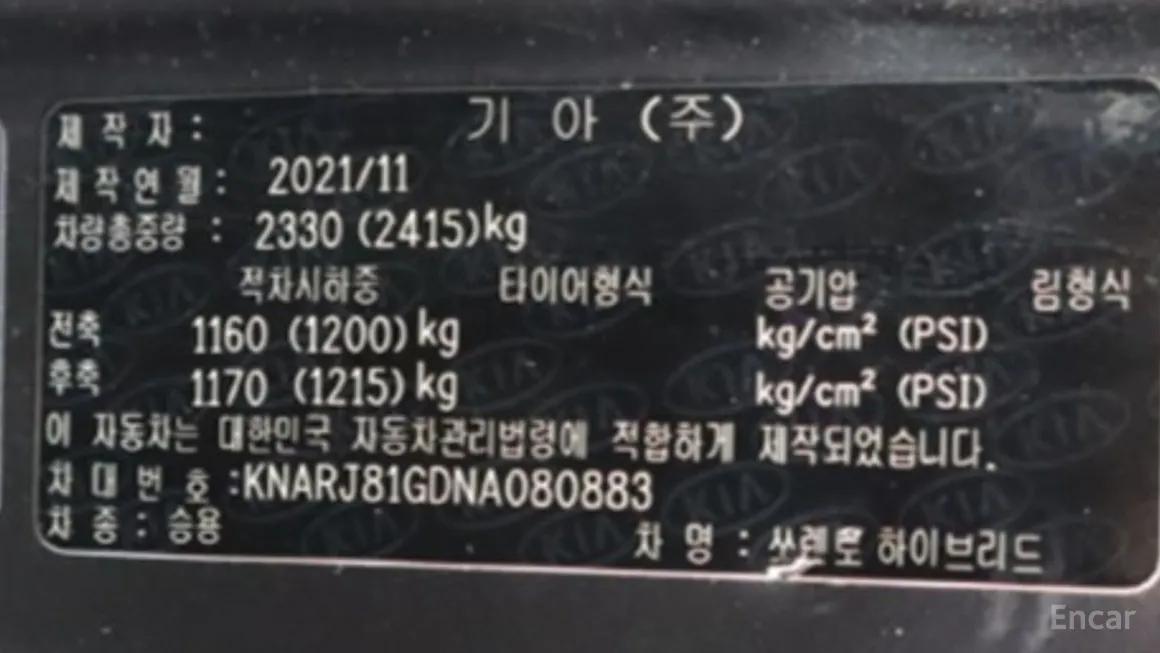 제작자: 기아 (주)
제작연월: 2021/11
차량총중량 : 2330 (2415)kg
적차시하중 타이어형식 공기압 림형식
전축 1160 (1200) kg kg/cm² (PSI)
후축 1170 (1215) kg kg/cm² (PSI)
이 자동차는 대한민국 자동차관리법령에 적합하게 제작되었습니다.
차대번호 :KNARJ81GDNA080883
차종: 승용 차명 : 쏘렌토 하이브리드
Encar